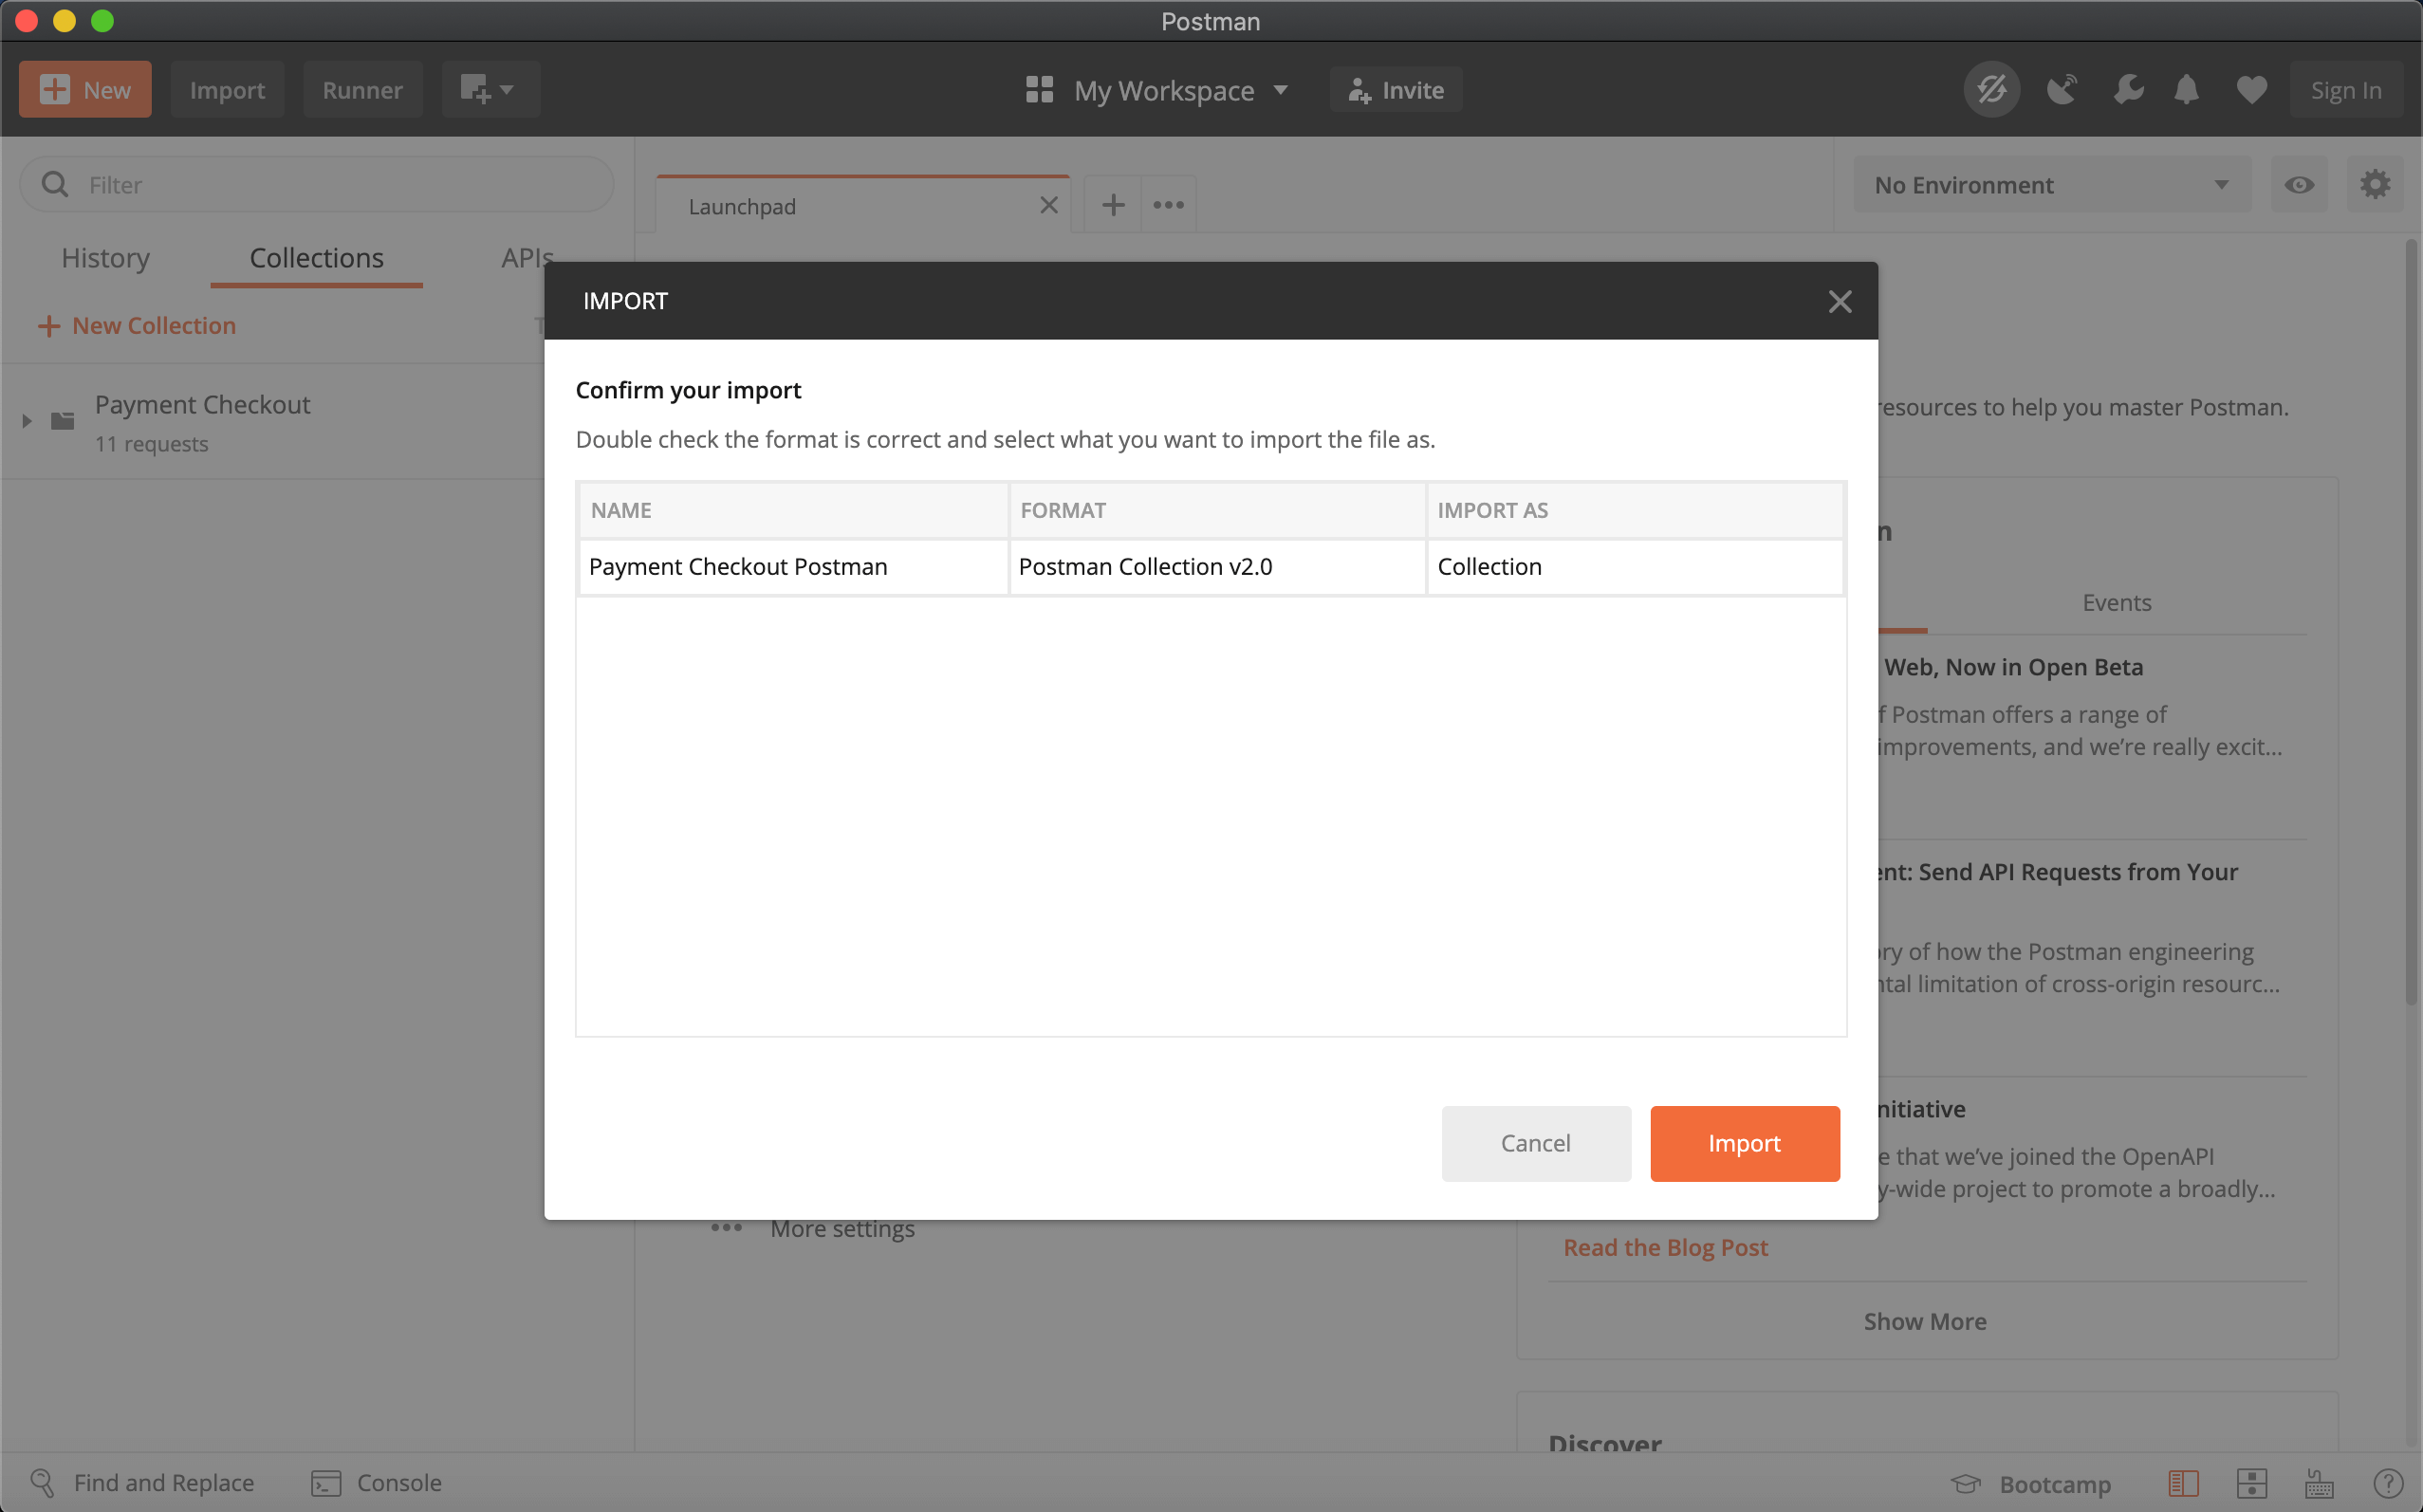 Postman
New
Import
Runner
My Workspace
Invite
Sign In
Filter
Launchpad
No Environment
History
Collections
APIs
New Collection
Payment Checkout
11 requests
IMPORT
Confirm your import
Double check the format is correct and select what you want to import the file as.
NAME FORMAT IMPORT AS
Payment Checkout Postman Postman Collection v2.0 Collection
Cancel
Import
resources to help you master Postman.
Events
Web, Now in Open Beta
f Postman offers a range of
improvements, and we're really excit...
: Send API Requests from Your
of how the Postman engineering
limitation of cross-origin resourc...
nitiative
e that we've joined the OpenAPI
y-wide project to promote a broadly...
Read the Blog Post
Show More
More settings
Discover
Find and Replace
Console
Bootcamp